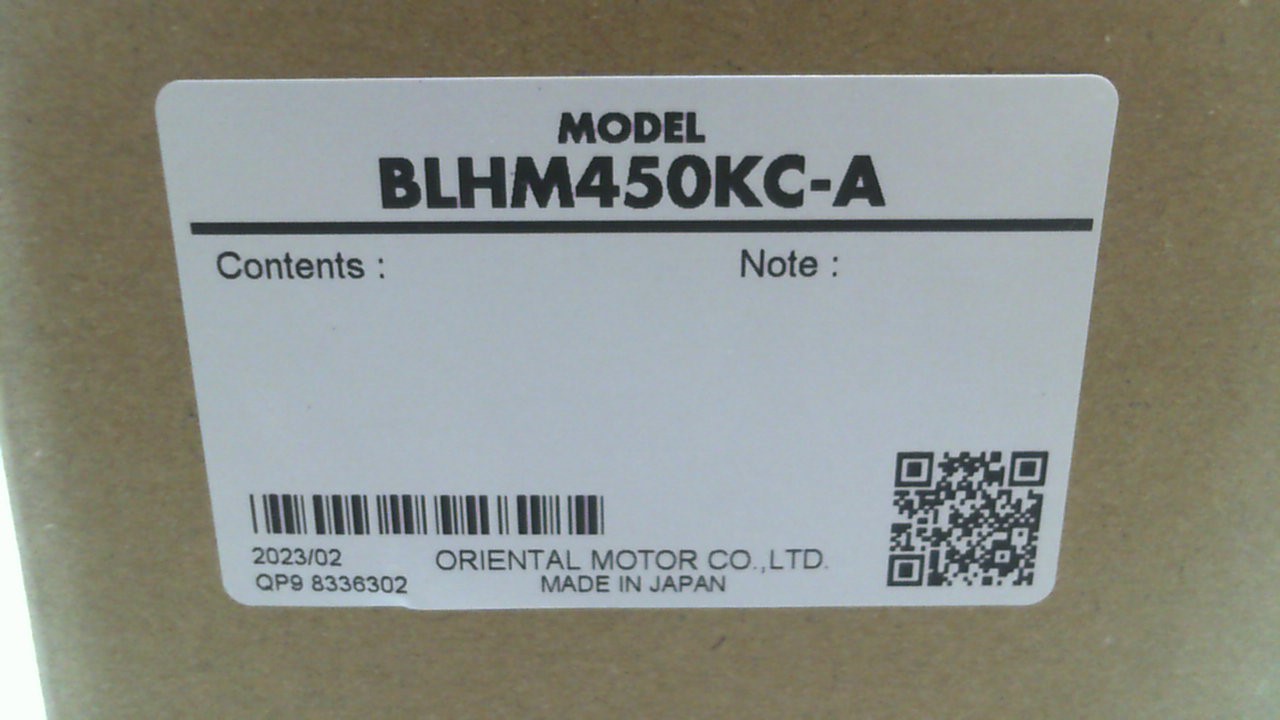 MODEL
BLHM450KC-A
Contents :
Note :
2023/02
QP9 8336302
ORIENTAL MOTOR CO.,LTD.
MADE IN JAPAN